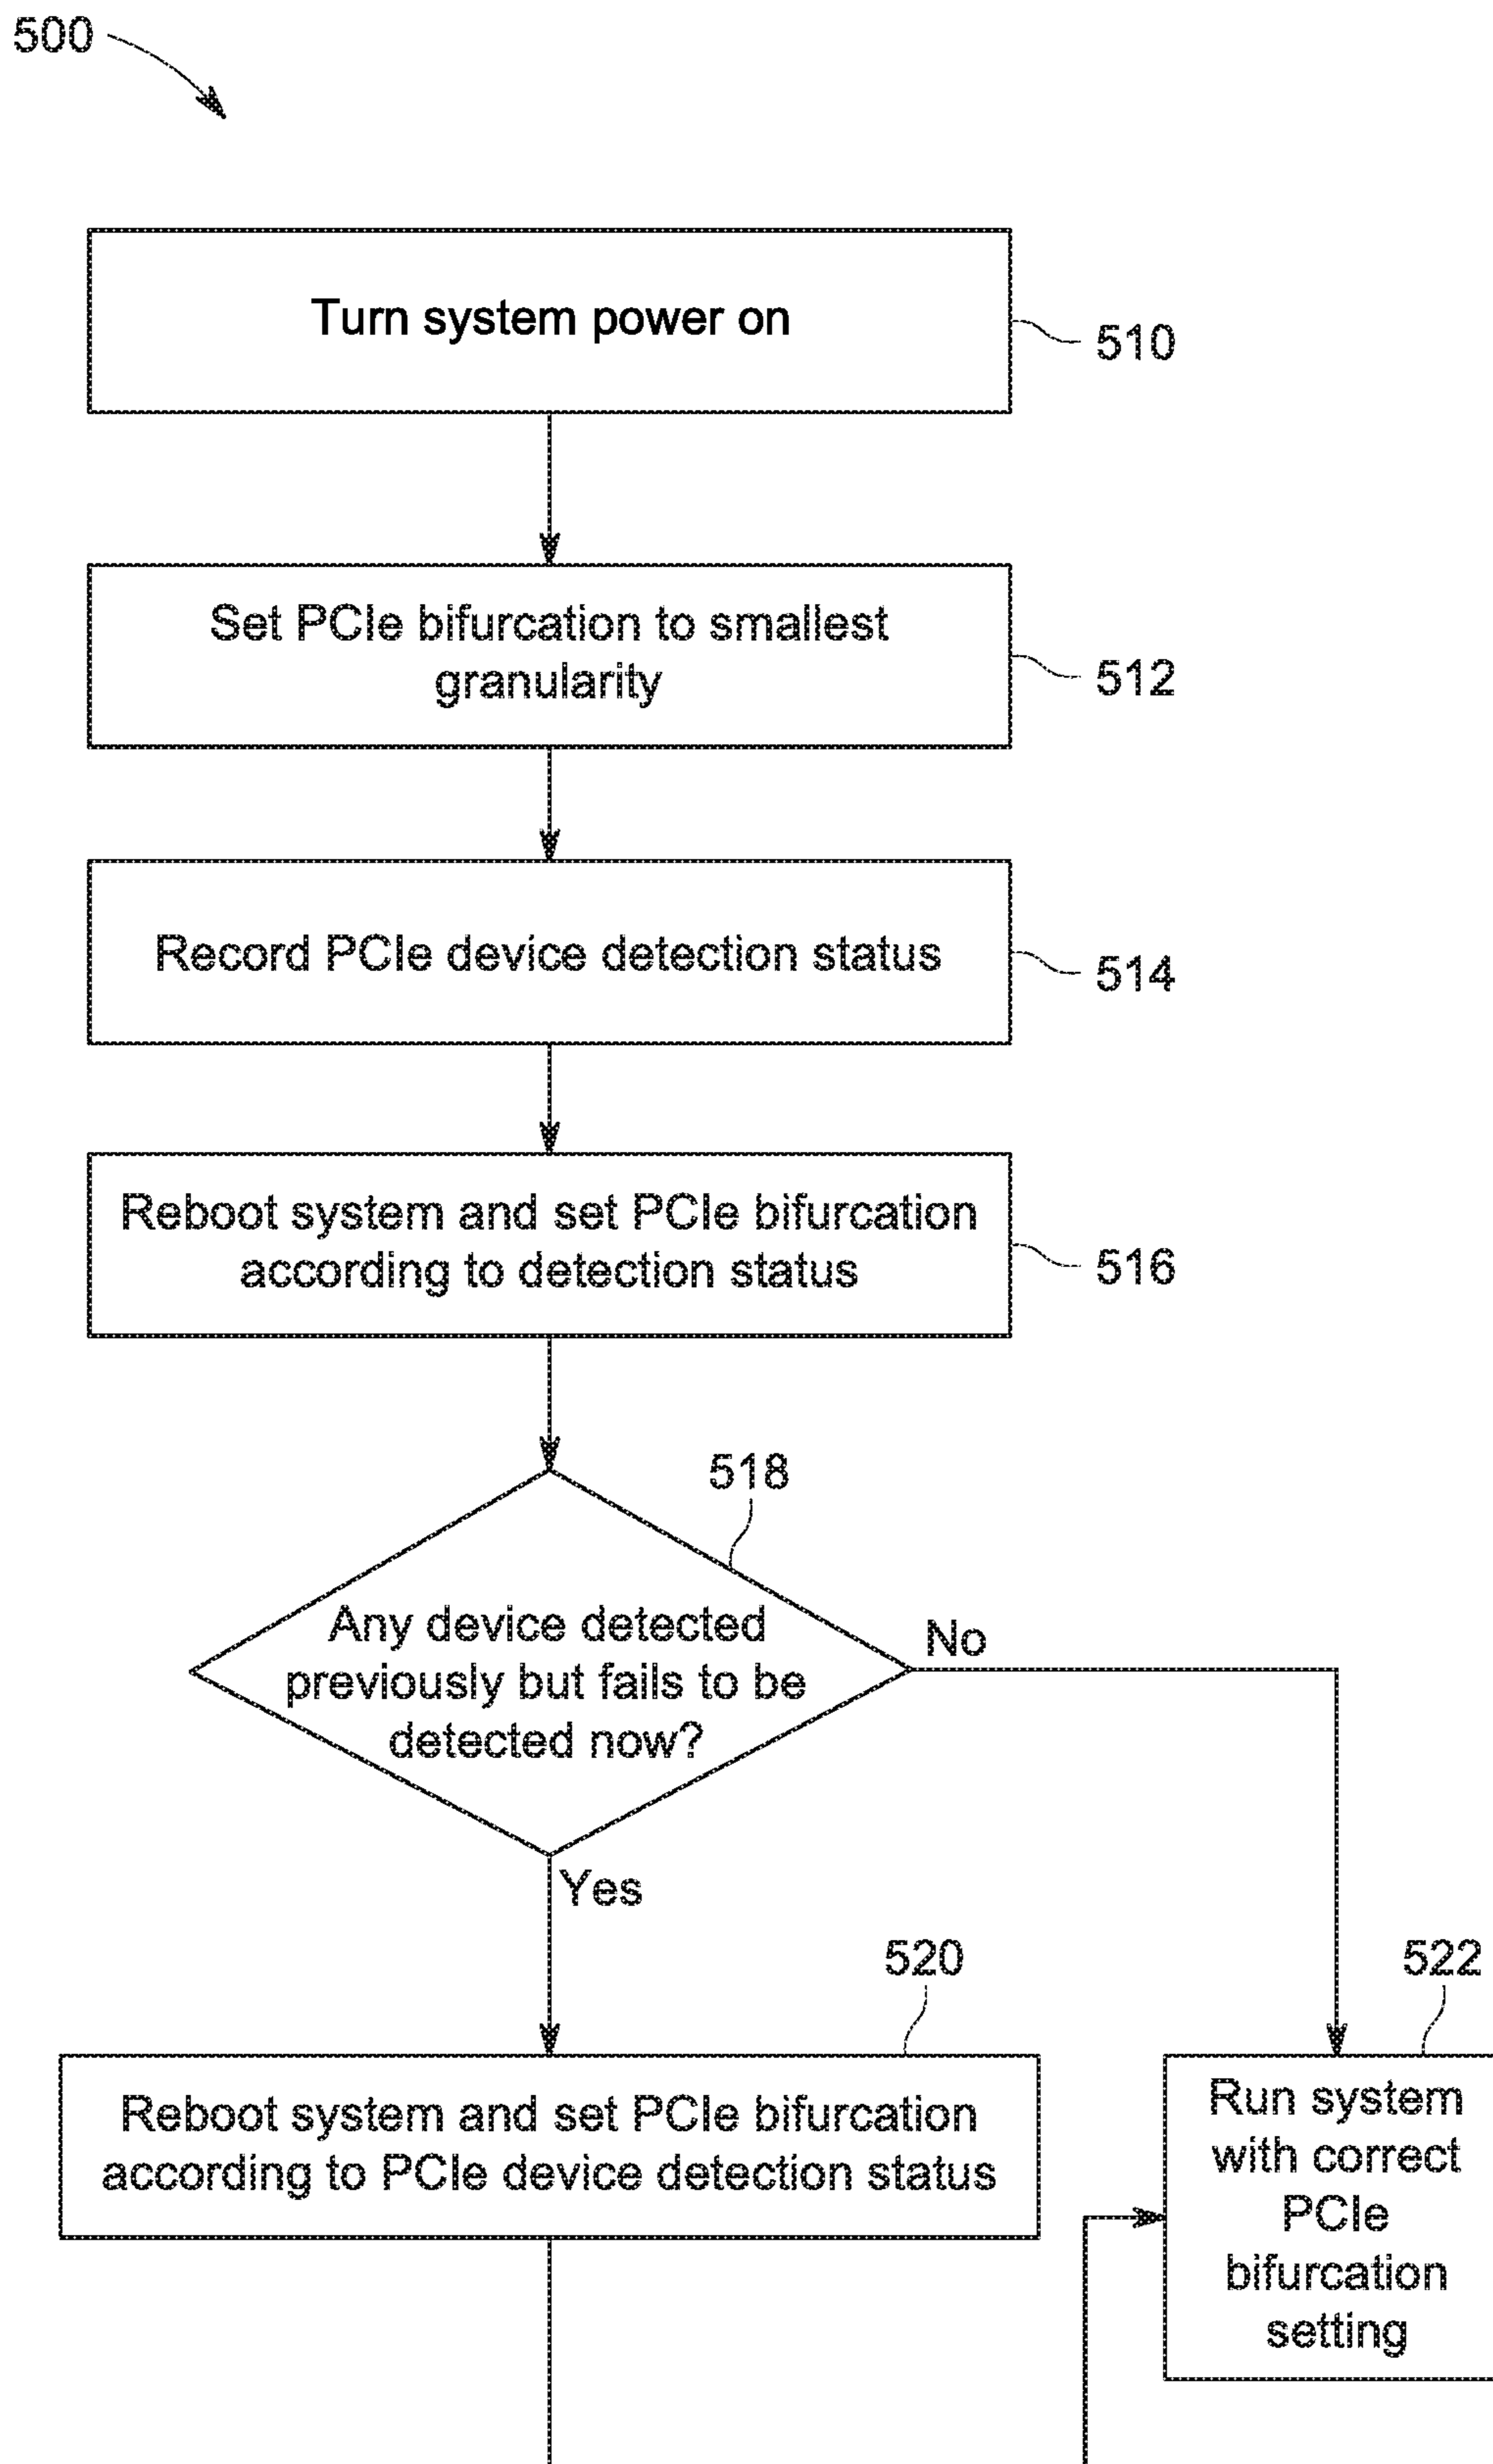 500
Turn system power on
510
Set PCIe bifurcation to smallest
granularity
512
Record PCIe device detection status
514
Reboot system and set PCIe bifurcation
according to detection status
516
518
Any device detected
previously but fails to be
detected now?
No
Yes
520
522
Reboot system and set PCIe bifurcation
according to PCIe device detection status
Run system
with correct
PCIe
bifurcation
setting